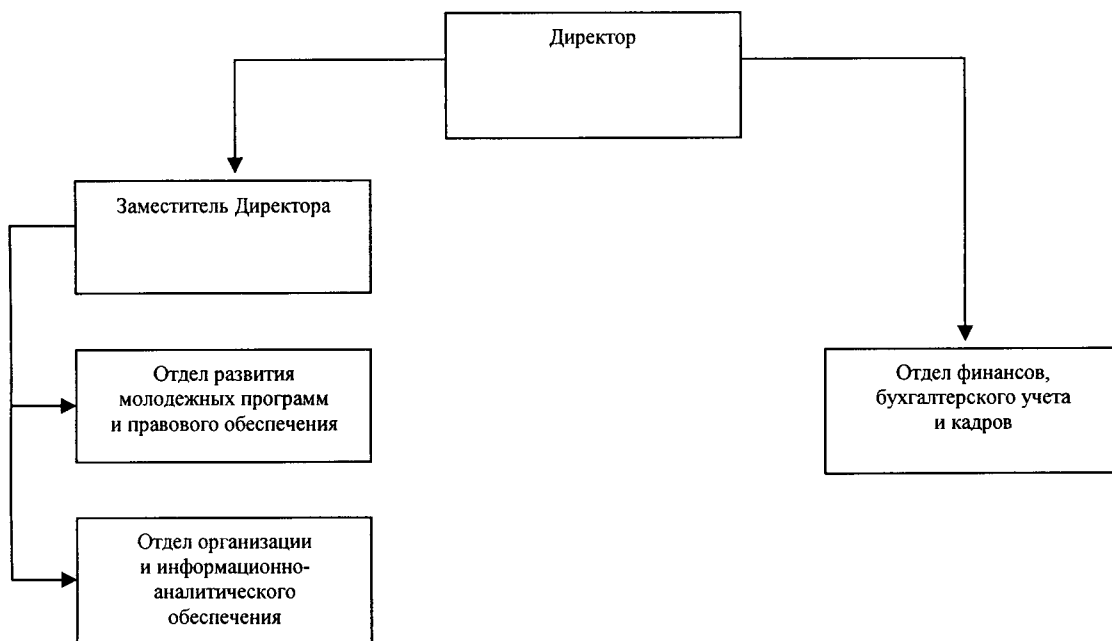 Директор
Заместитель Директора
Отдел развития
молодежных программ
и правового обеспечения
Отдел финансов,
бухгалтерского учета
и кадров
Отдел организации
и информационно-
аналитического
обеспечения